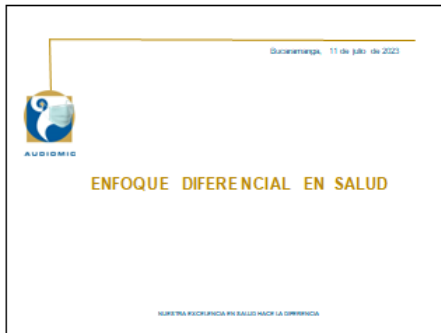 Bucaramanga, 11 de julio de 2023
AUDIOMIC
ENFOQUE DIFERENCIAL EN SALUD
NUESTRA EXCELENCIA EN SALUD HACE LA DIFERENCIA